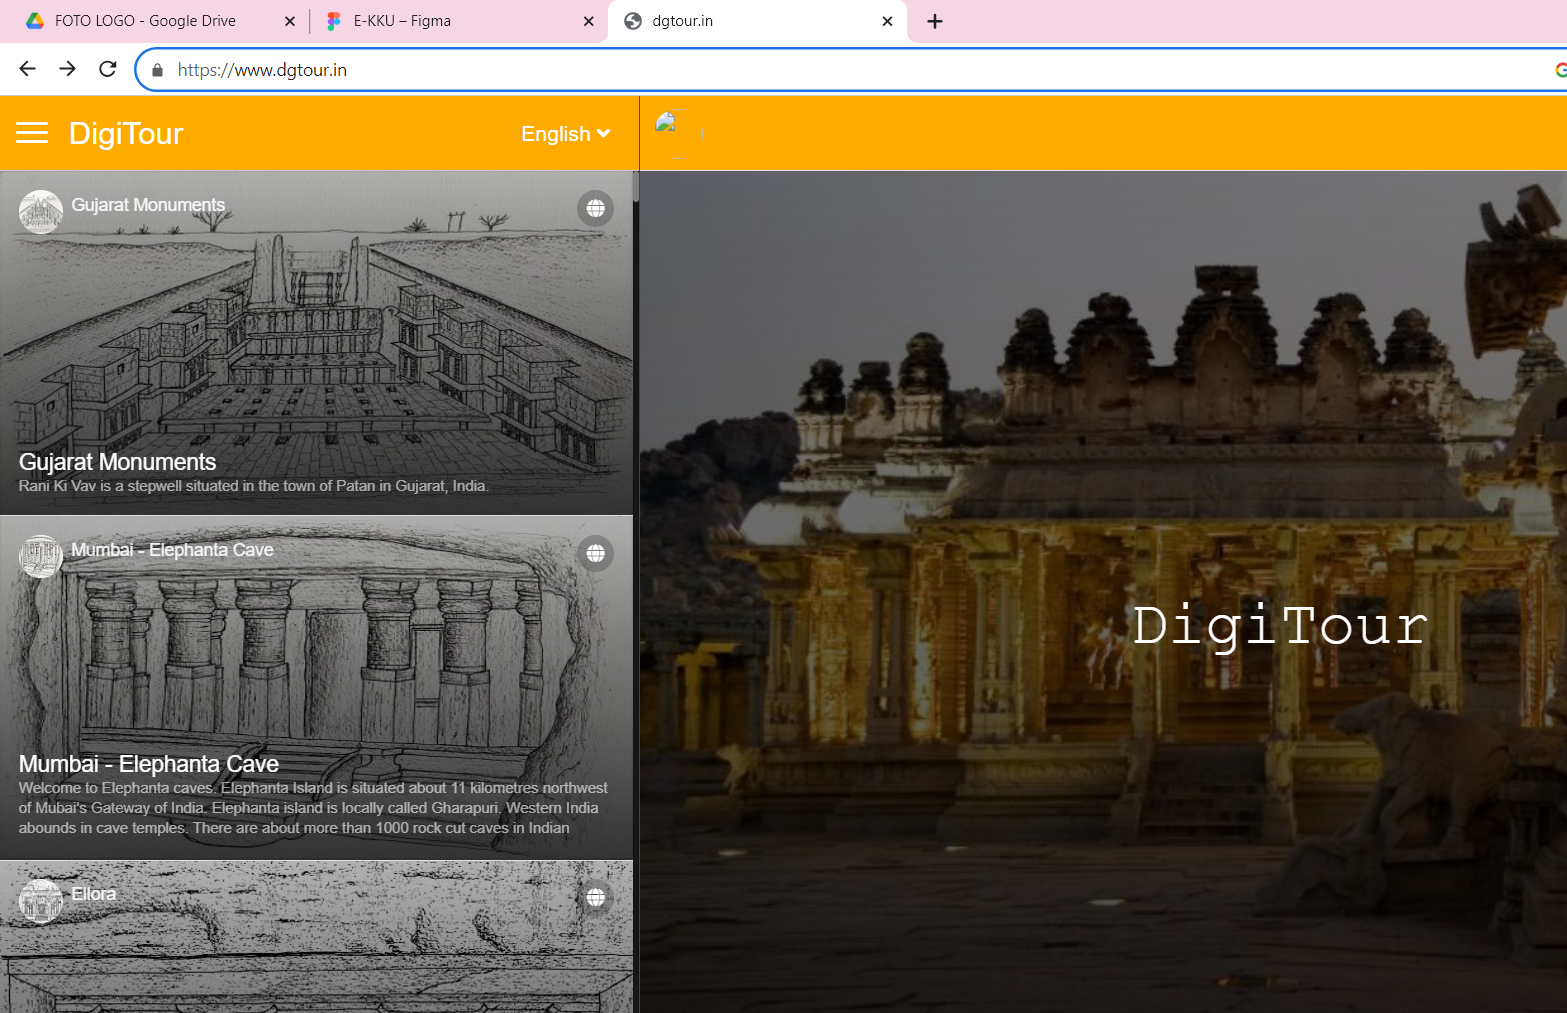 FOTO LOGO - Google Drive
E-KKU – Figma
dgtour.in
https://www.dgtour.in
DigiTour
English
Gujarat Monuments
Gujarat Monuments
Rani Ki Vav is a stepwell situated in the town of Patan in Gujarat, India.
Mumbai - Elephanta Cave
Mumbai - Elephanta Cave
Welcome to Elephanta caves. Elephanta Island is situated about 11 kilometres northwest
of Mubai's Gateway of India. Elephanta island is locally called Gharapuri. Western India
abounds in cave temples. There are about more than 1000 rock cut caves in Indian
Ellora
DigiTour